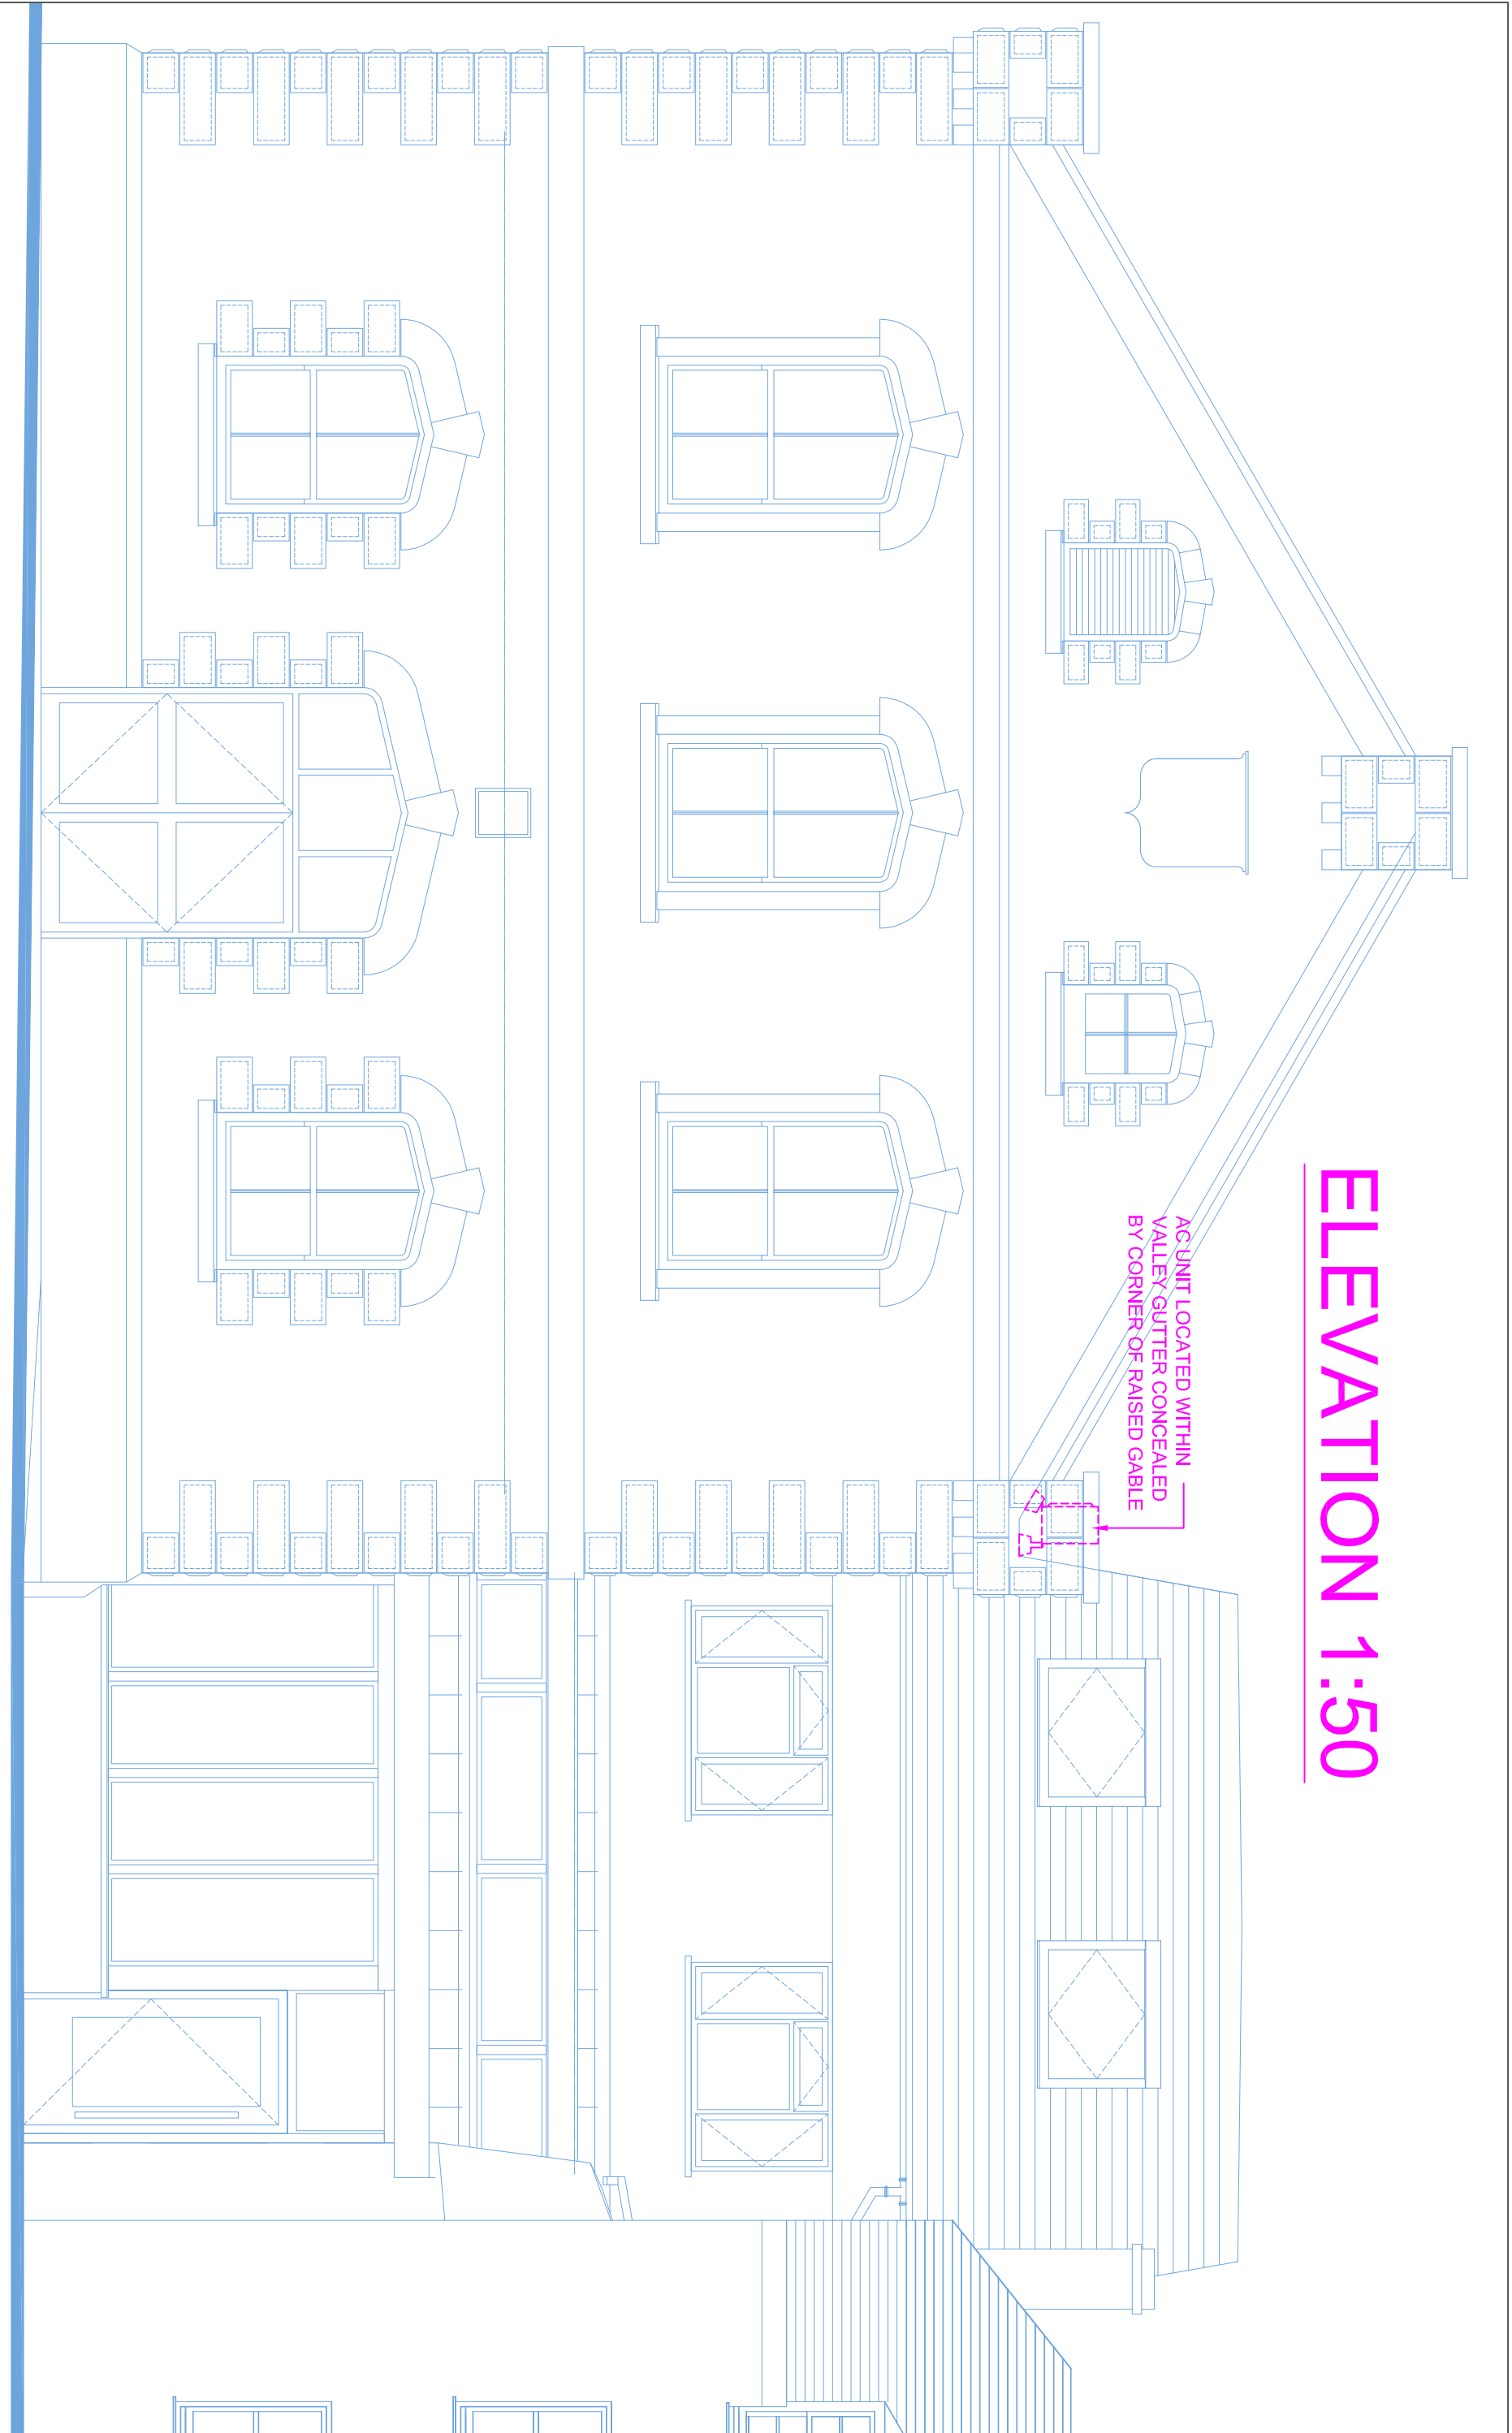 ELEVATION 1:50
AC UNIT LOCATED WITHIN
VALLEY GUTTER CONCEALED
BY CORNER OF RAISED GABLE